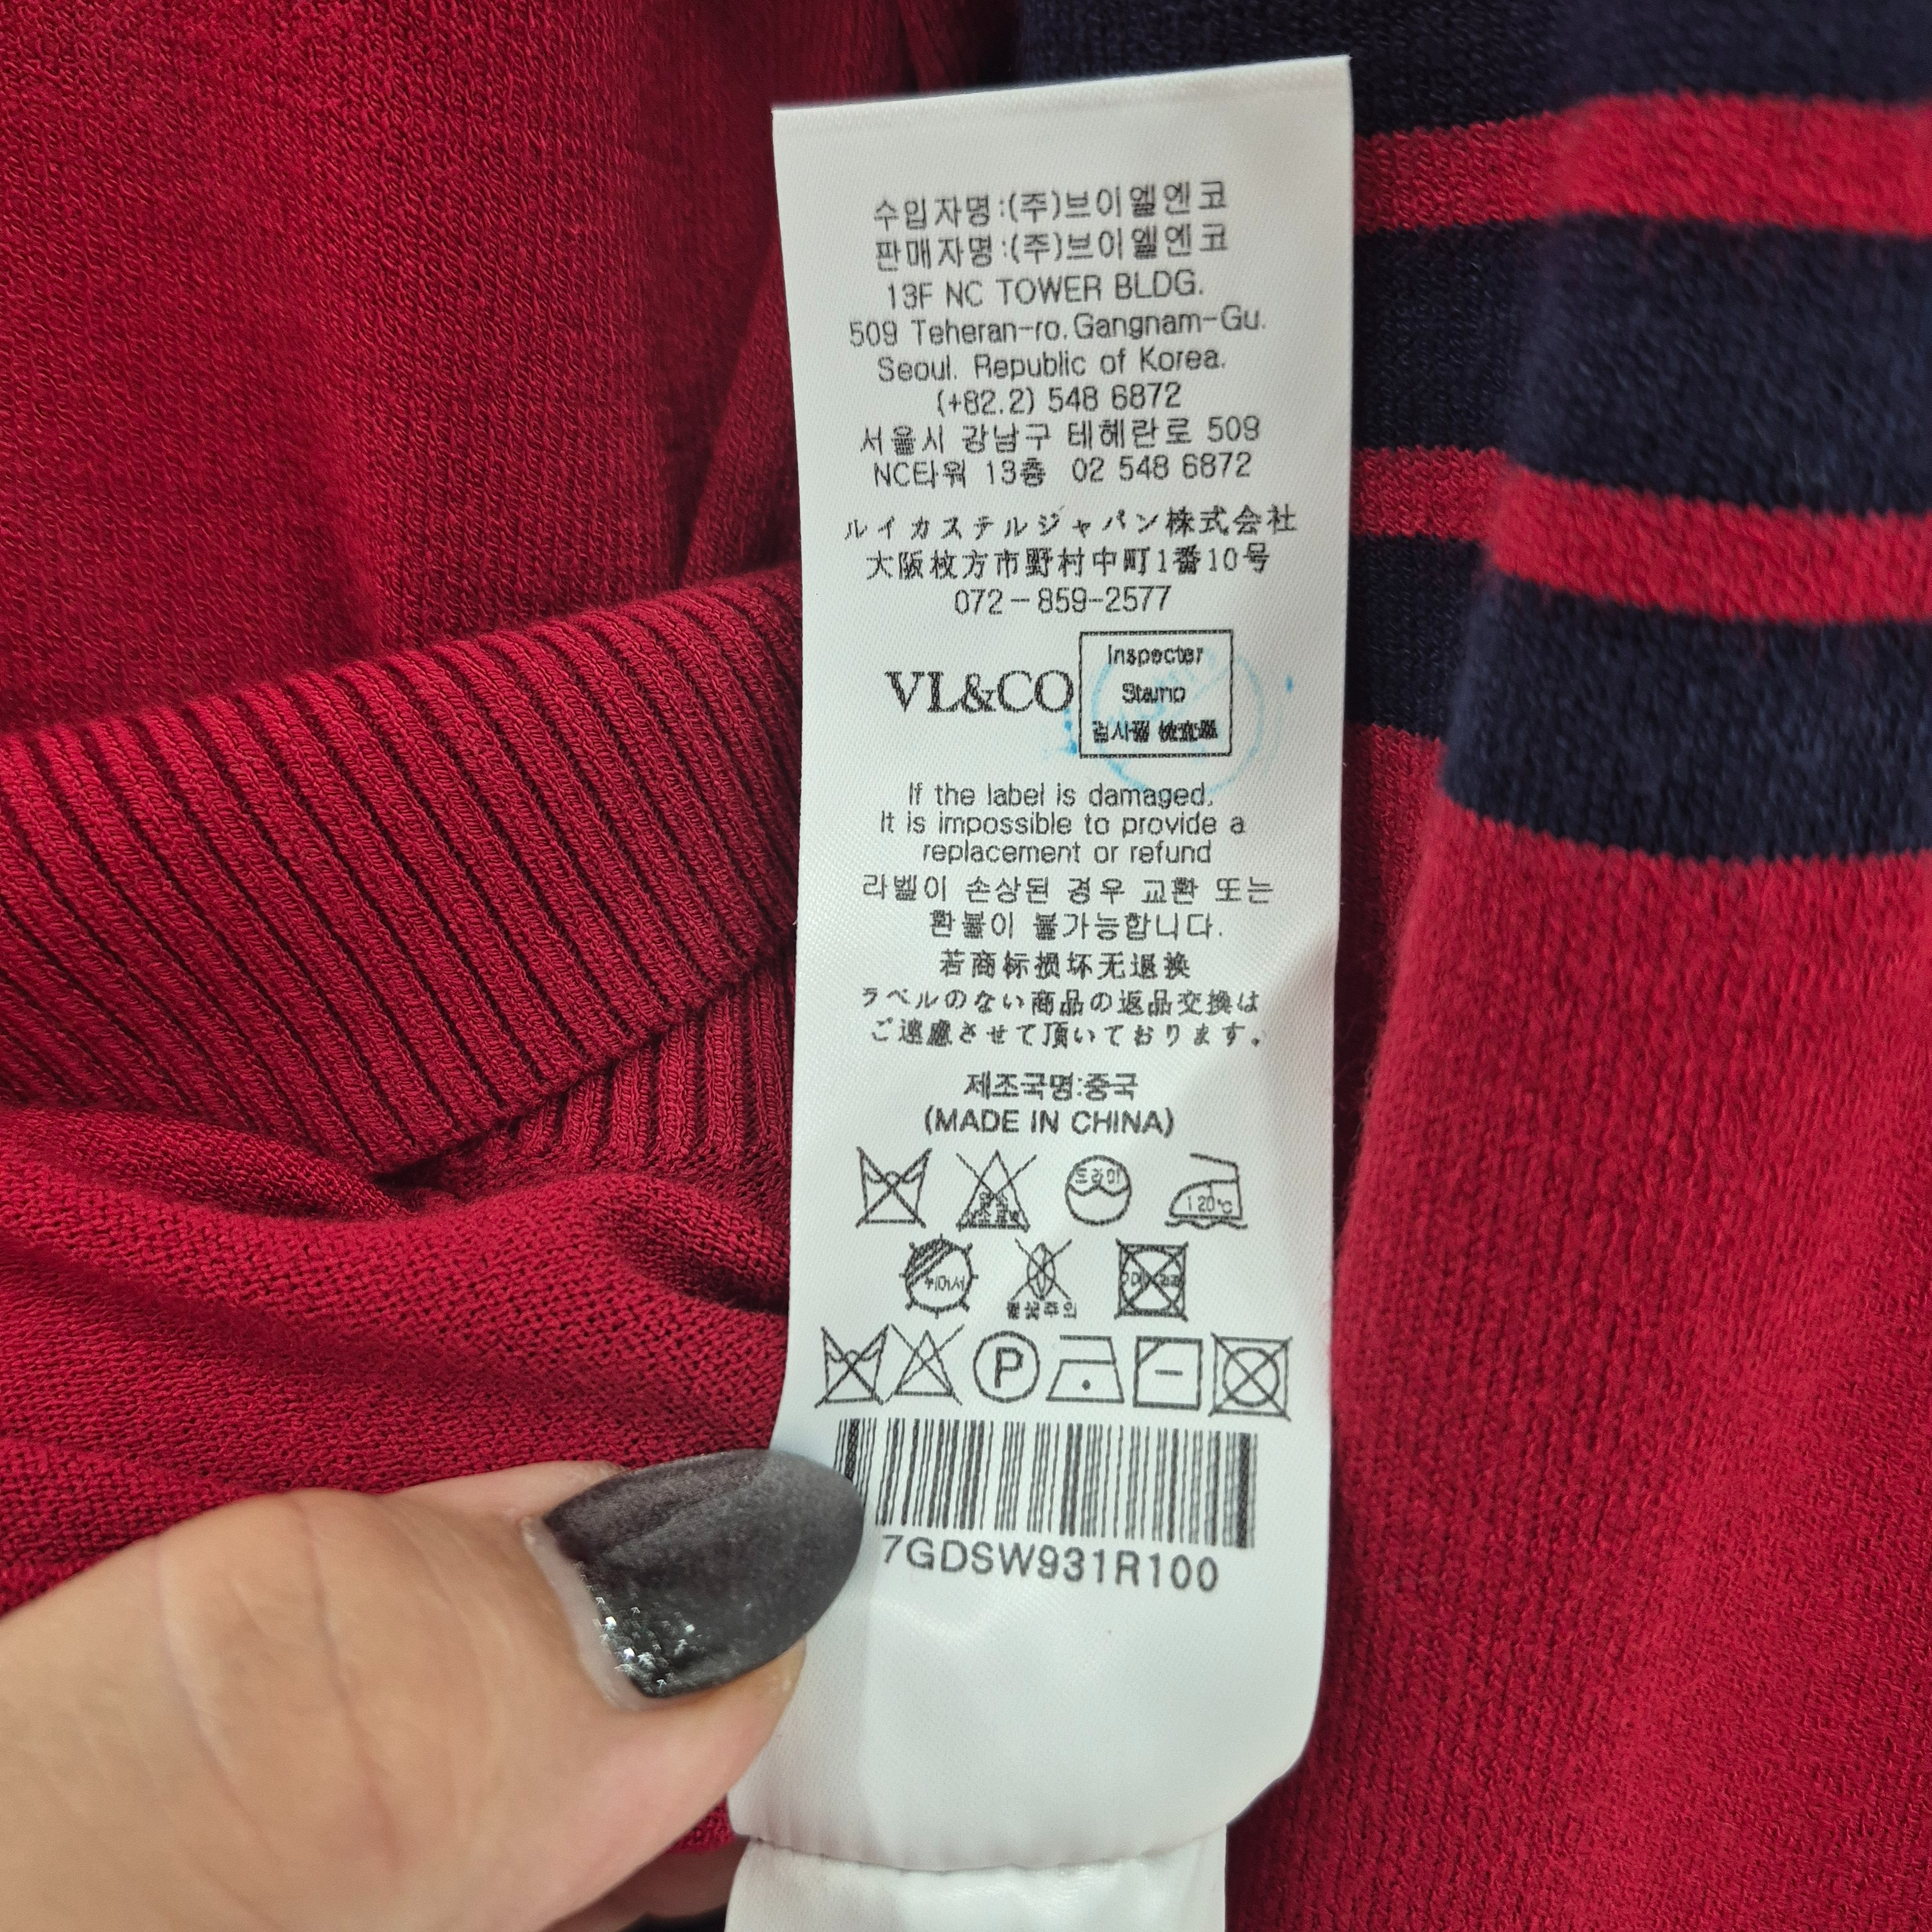 수입자명:(주)브이엘엔코
판매자명:(주)브이엘엔코
13F NC TOWER BLDG.
509 Teheran-ro. Gangnam-Gu.
Seoul. Republic of Korea.
(+82.2) 548 6872
서울시 강남구 테헤란로 509
NC타워 13층 02 548 6872
ルイカステルジャパン株式会社
大阪枚方市野村中町1番10号
072-859-2577
VL&CO
Inspecter
Stamp
검사필
If the label is damaged.
It is impossible to provide a
replacement or refund
라벨이 손상된 경우 교환 또는
환불이 불가능합니다.
若商标损坏无退换
ラベルのない商品の返品交換は
ご遠慮させて頂いております。
제조국명:중국
(MADE IN CHINA)
드라이
120℃
P
7GDSW931R100